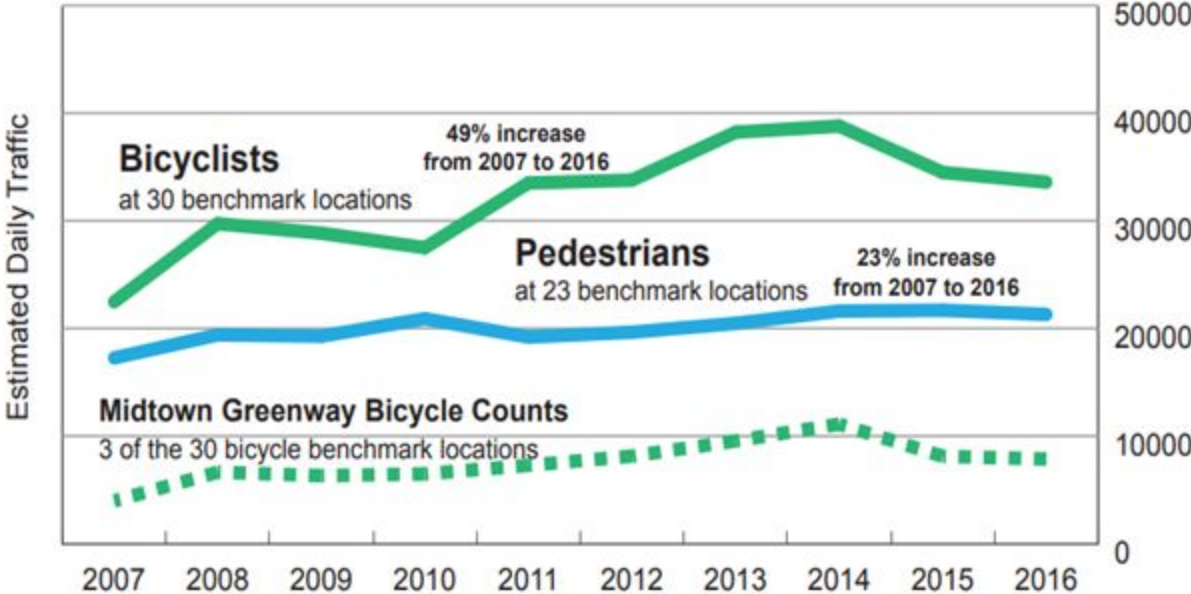 50000
40000
30000
20000
10000
0
Estimated Daily Traffic
Bicyclists
at 30 benchmark locations
49% increase
from 2007 to 2016
Pedestrians
at 23 benchmark locations
23% increase
from 2007 to 2016
Midtown Greenway Bicycle Counts
3 of the 30 bicycle benchmark locations
2007 2008 2009 2010 2011 2012 2013 2014 2015 2016